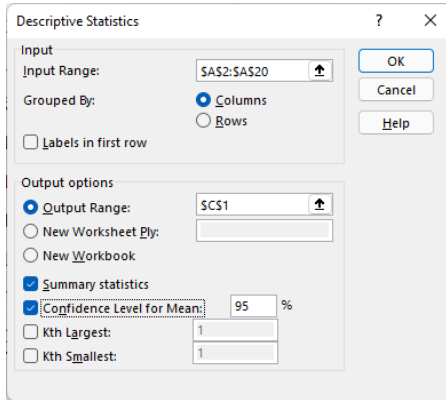 Descriptive Statistics ? ×
Input
Input Range: $A$2:$A$20
OK
Grouped By: Columns
Cancel
Rows
Help
Labels in first row
Output options
Output Range: $C$1
New Worksheet Ply:
New Workbook
Summary statistics
Confidence Level for Mean: 95 %
Kth Largest: 1
Kth Smallest: 1